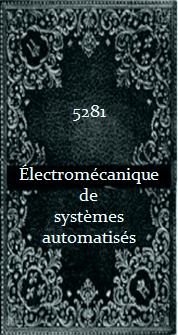 5281
Électromécanique
de
systèmes
automatisés